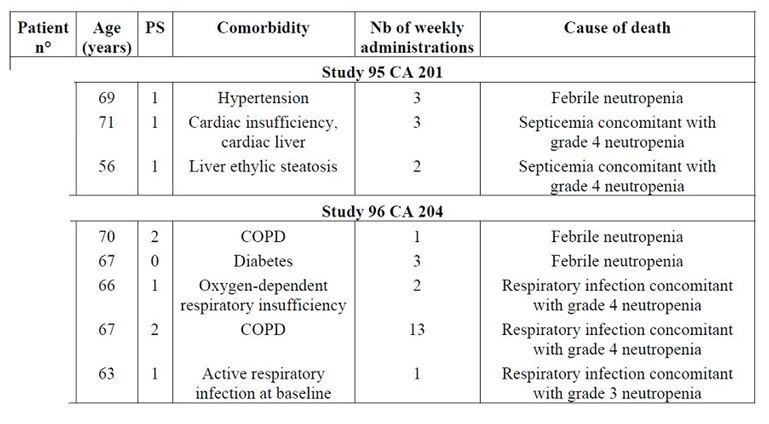 Patient n° Age (years) PS Comorbidity Nb of weekly administrations Cause of death
Study 95 CA 201
69 1 Hypertension 3 Febrile neutropenia
71 1 Cardiac insufficiency, cardiac liver 3 Septicemia concomitant with grade 4 neutropenia
56 1 Liver ethylic steatosis 2 Septicemia concomitant with grade 4 neutropenia
Study 96 CA 204
70 2 COPD 1 Febrile neutropenia
67 0 Diabetes 3 Febrile neutropenia
66 1 Oxygen-dependent respiratory insufficiency 2 Respiratory infection concomitant with grade 4 neutropenia
67 2 COPD 13 Respiratory infection concomitant with grade 4 neutropenia
63 1 Active respiratory infection at baseline 1 Respiratory infection concomitant with grade 3 neutropenia